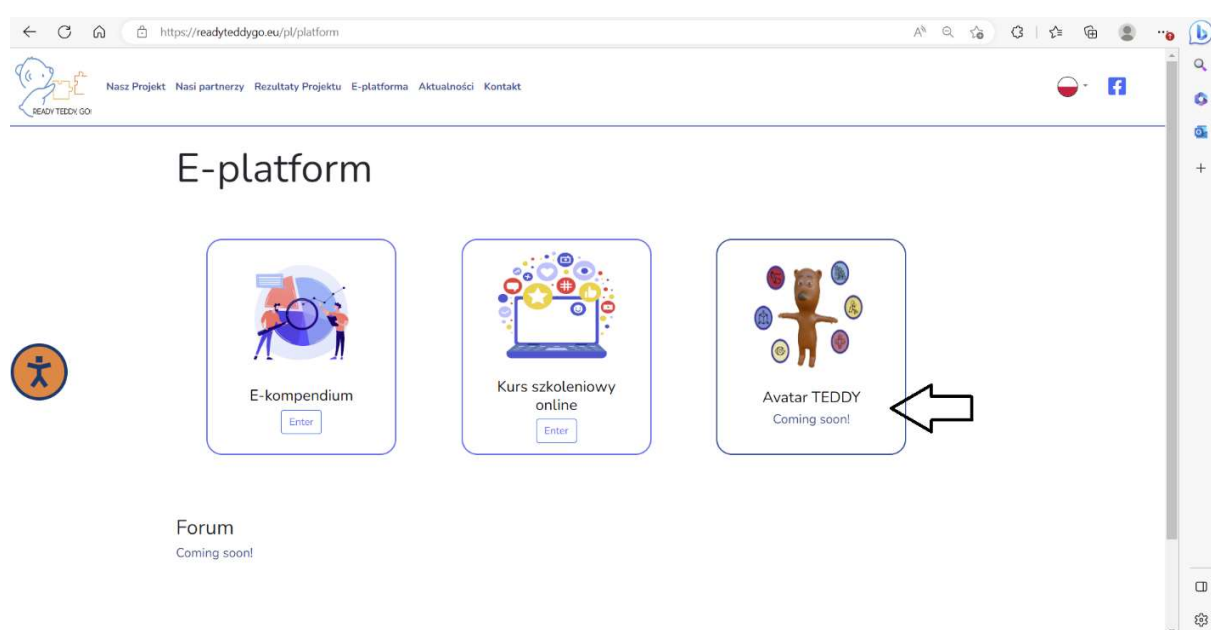 https://readyteddygo.eu/pl/platform
READY TEDDY, GO!
Nasz Projekt Nasi partnerzy Rezultaty Projektu E-platforma Aktualności Kontakt
E-platform
E-kompendium
Enter
Kurs szkoleniowy
online
Enter
Avatar TEDDY
Coming soon!
Forum
Coming soon!